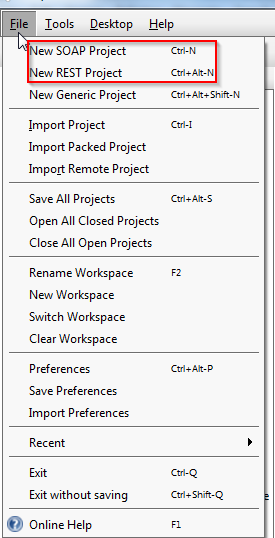 File Tools Desktop Help
New SOAP Project Ctrl-N
New REST Project Ctrl+Alt-N
New Generic Project Ctrl+Alt+Shift-N
Import Project Ctrl-I
Import Packed Project
Import Remote Project
Save All Projects Ctrl+Alt-S
Open All Closed Projects
Close All Open Projects
Rename Workspace F2
New Workspace
Switch Workspace
Clear Workspace
Preferences Ctrl+Alt-P
Save Preferences
Import Preferences
Recent
Exit Ctrl-Q
Exit without saving Ctrl+Shift-Q
Online Help F1